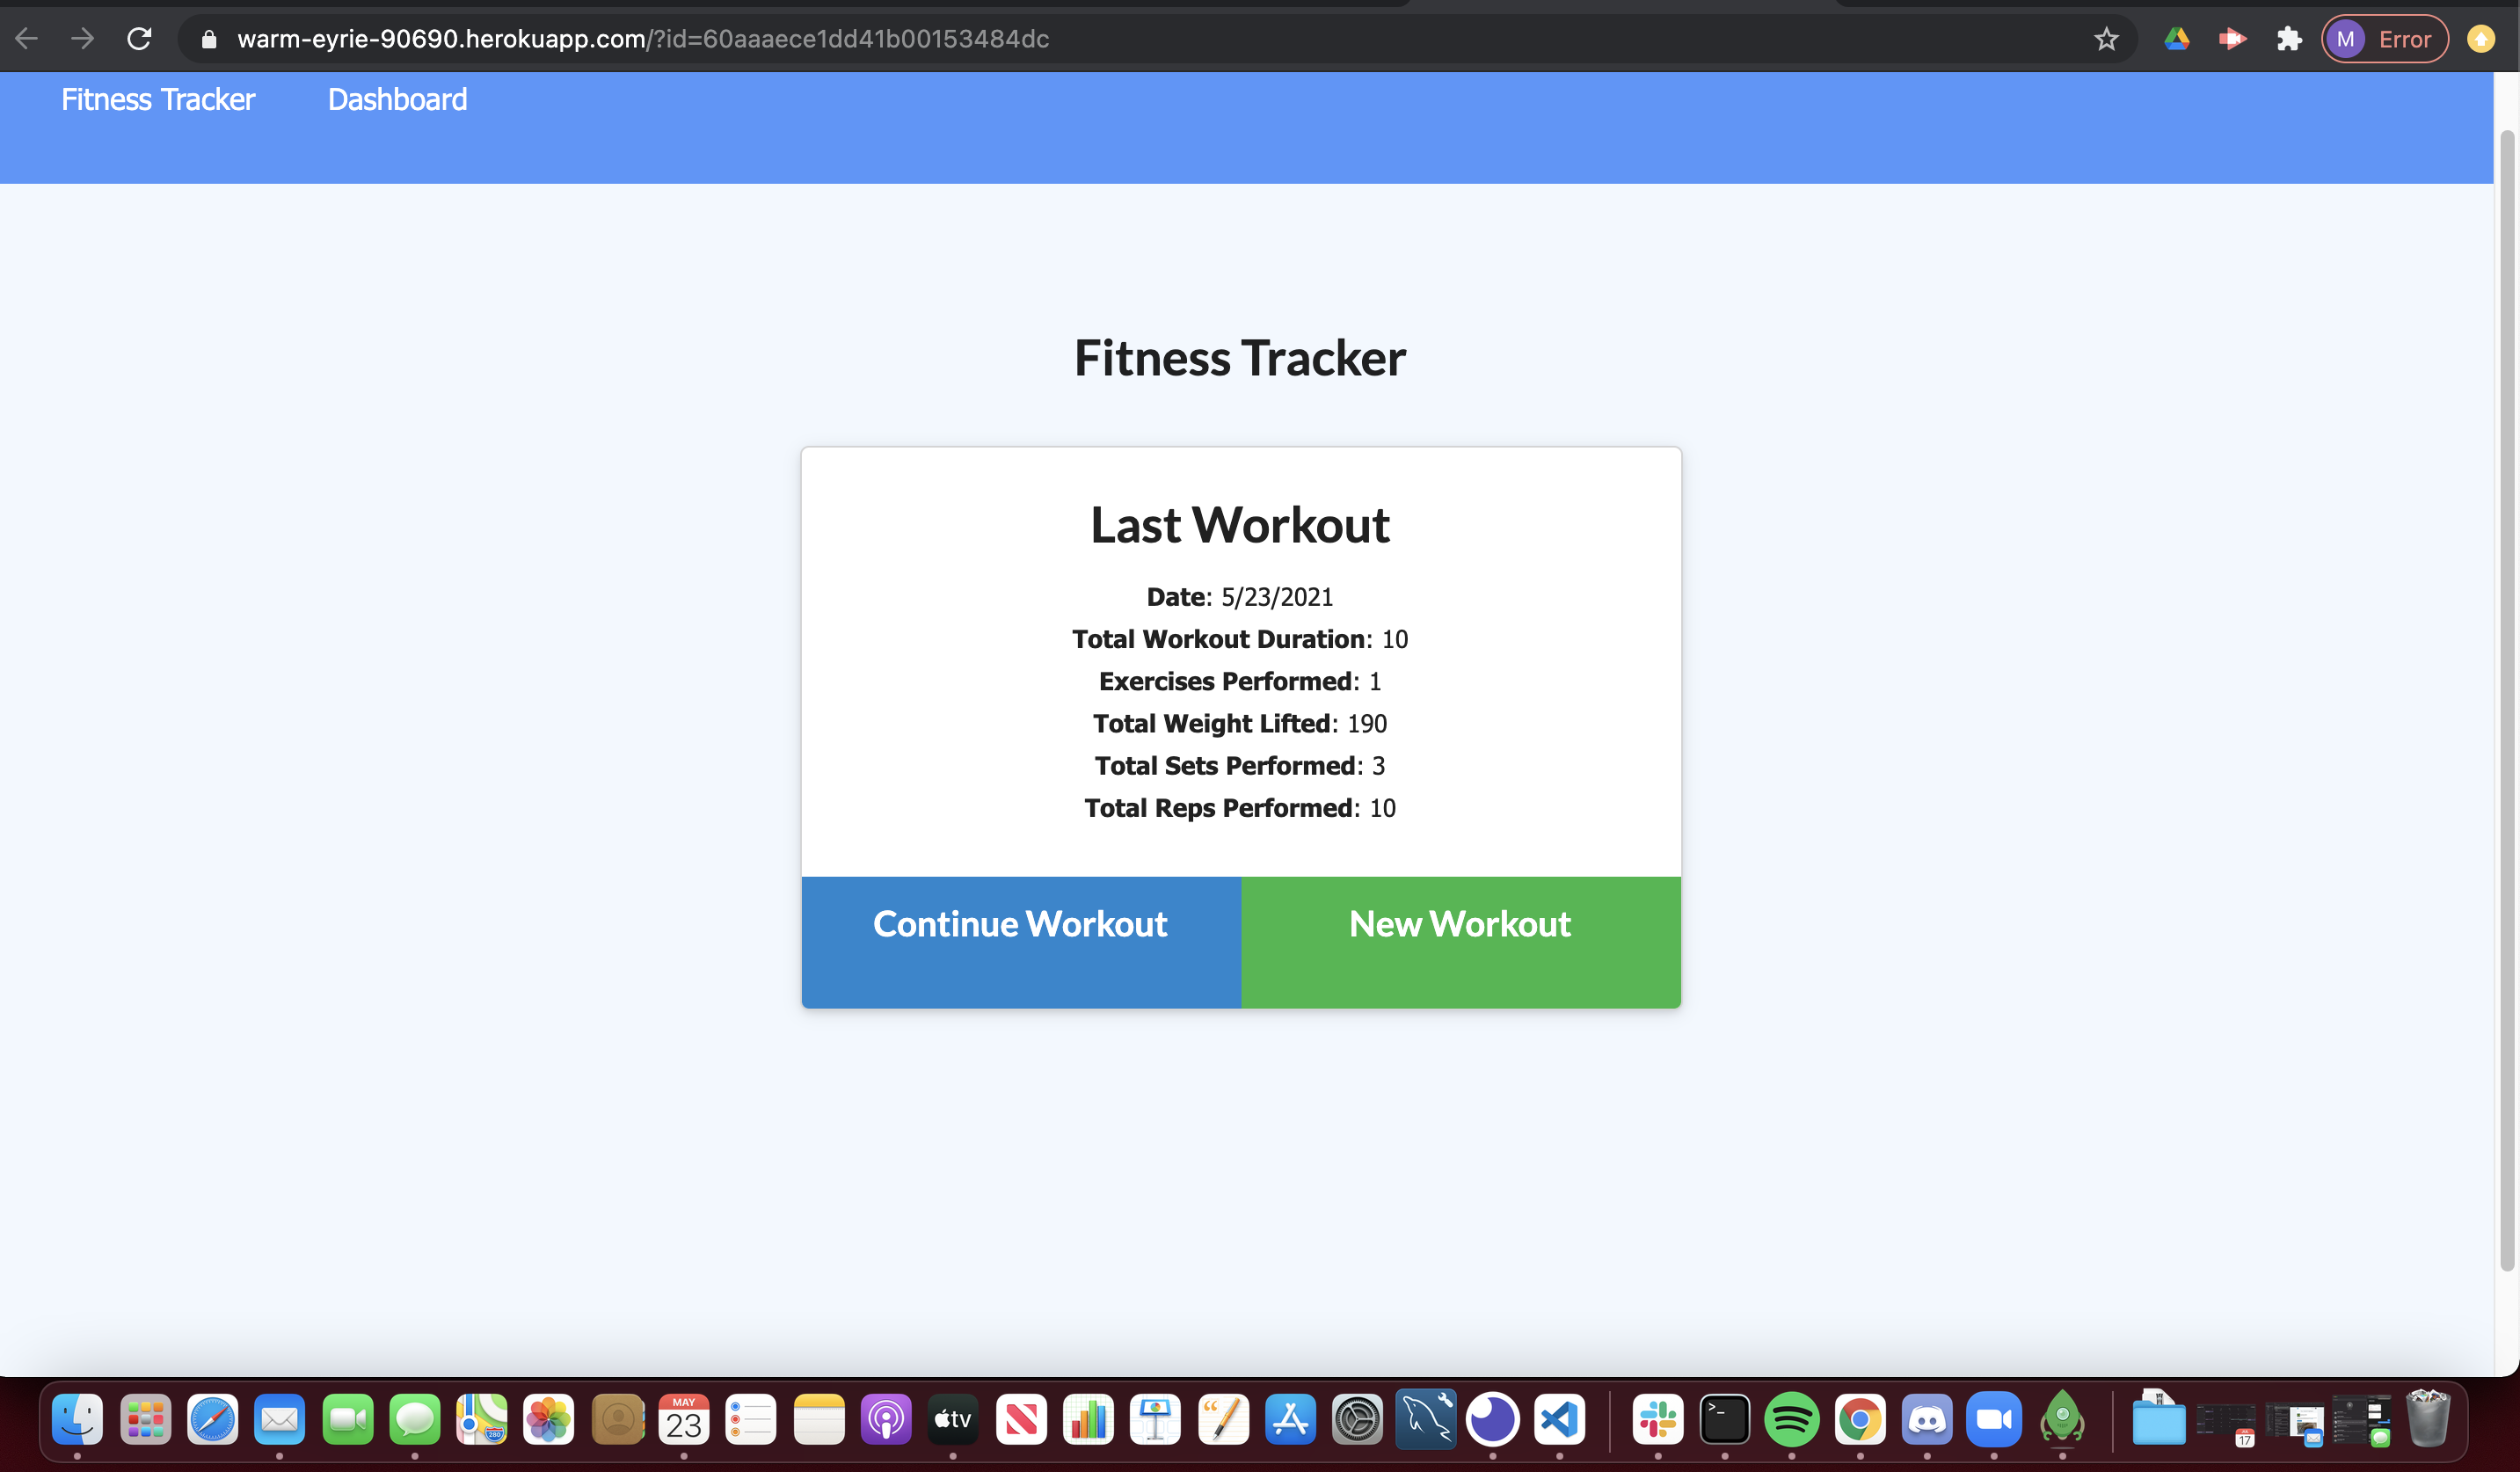 warm-eyrie-90690.herokuapp.com/?id=60aaaece1dd41b00153484dc
M Error
Fitness Tracker Dashboard
Fitness Tracker
Last Workout
Date: 5/23/2021
Total Workout Duration: 10
Exercises Performed: 1
Total Weight Lifted: 190
Total Sets Performed: 3
Total Reps Performed: 10
Continue Workout New Workout
MAY
23
280
tv
>_
17